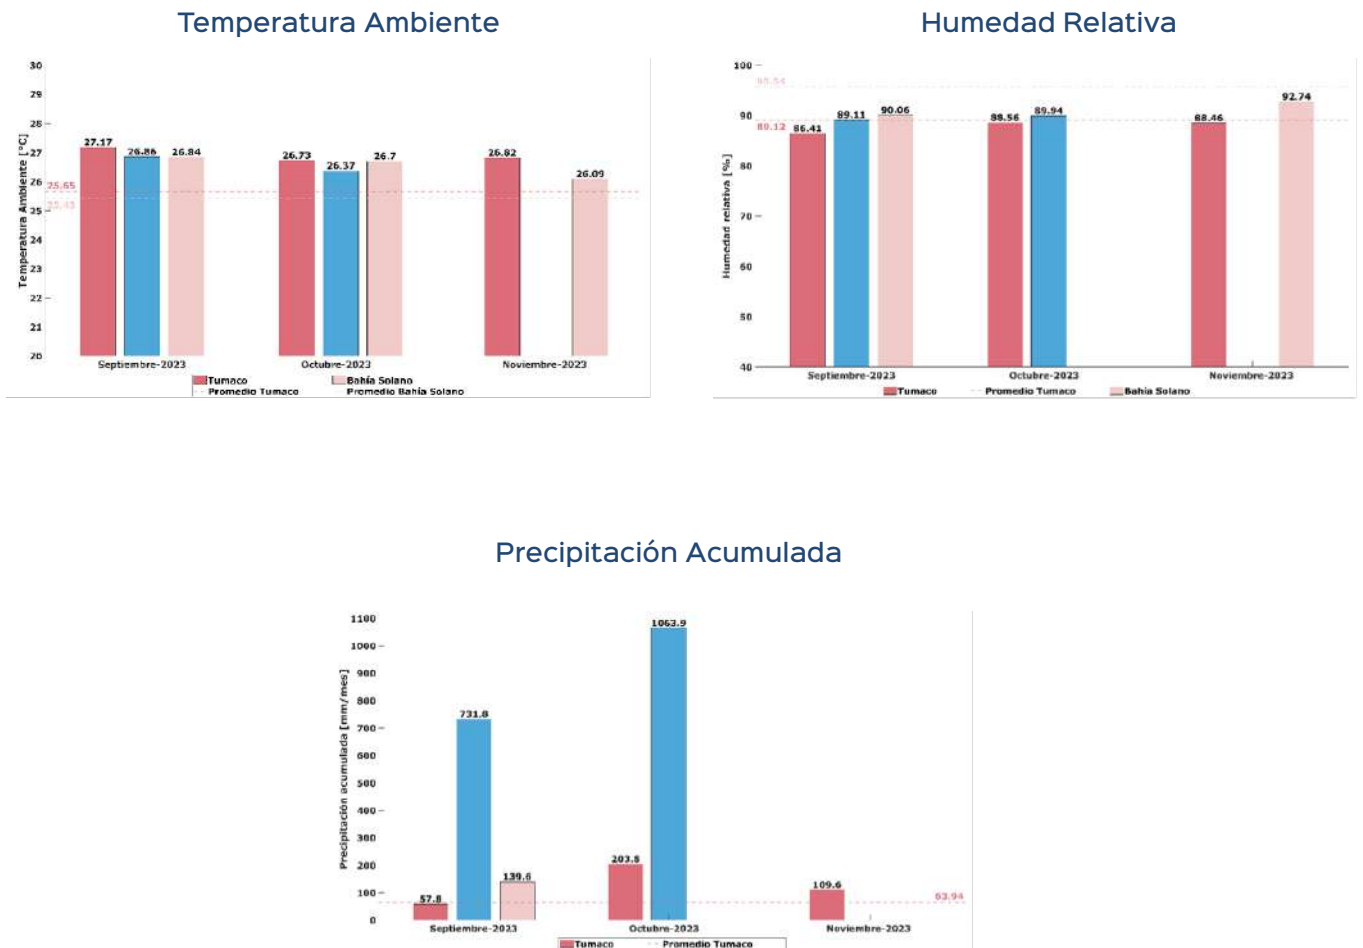 Temperatura Ambiente
Humedad Relativa
Temperatura Ambiente [°C]
30
29
28
27
26
25
24
23
22
21
20
27.17
26.86
26.84
26.73
26.37
26.7
26.82
26.09
25.65
25.43
Septiembre-2023
Octubre-2023
Noviembre-2023
Tumaco
Bahía Solano
Promedio Tumaco
Promedio Bahía Solano
Humedad relativa [%]
100
90
80
70
60
50
40
89.12
86.41
89.11
90.06
88.56
89.94
88.46
92.74
Septiembre-2023
Octubre-2023
Noviembre-2023
Tumaco
Promedio Tumaco
Bahía Solano
Precipitación Acumulada
Precipitación acumulada [mm/mes]
1100
1000
900
800
700
600
500
400
300
200
100
0
57.8
731.8
139.6
203.8
1063.9
109.6
63.94
Septiembre-2023
Octubre-2023
Noviembre-2023
Tumaco
Promedio Tumaco